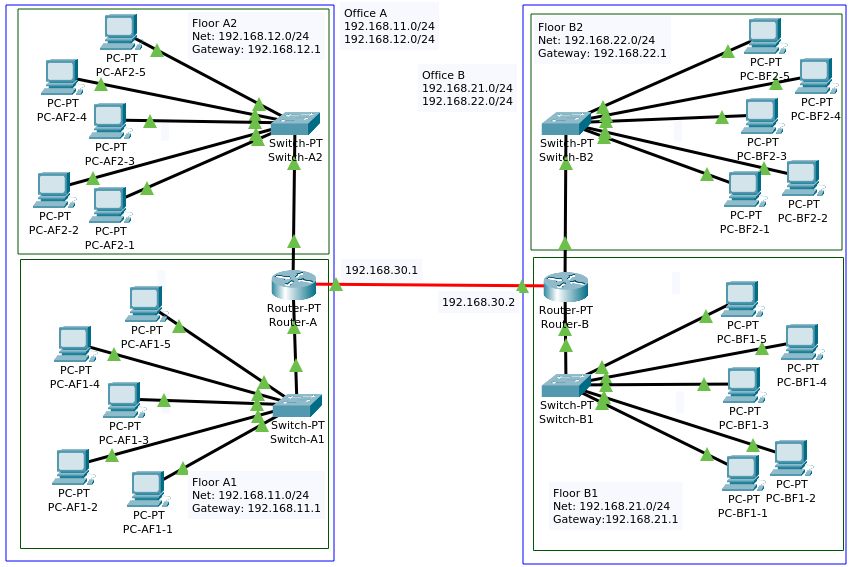 Floor A2
Net: 192.168.12.0/24
Gateway: 192.168.12.1
PC-PT
PC-AF2-5
PC-PT
PC-AF2-4
PC-PT
PC-AF2-3
PC-PT
PC-AF2-2
PC-PT
PC-AF2-1
Switch-PT
Switch-A2
Office A
192.168.11.0/24
192.168.12.0/24
Office B
192.168.21.0/24
192.168.22.0/24
Floor B2
Net: 192.168.22.0/24
Gateway: 192.168.22.1
PC-PT
PC-BF2-5
PC-PT
PC-BF2-4
PC-PT
PC-BF2-3
PC-PT
PC-BF2-2
PC-PT
PC-BF2-1
Switch-PT
Switch-B2
192.168.30.1
192.168.30.2
Router-PT
Router-A
Router-PT
Router-B
PC-PT
PC-AF1-5
PC-PT
PC-AF1-4
PC-PT
PC-AF1-3
PC-PT
PC-AF1-2
PC-PT
PC-AF1-1
Switch-PT
Switch-A1
Floor A1
Net: 192.168.11.0/24
Gateway: 192.168.11.1
PC-PT
PC-BF1-5
PC-PT
PC-BF1-4
PC-PT
PC-BF1-3
PC-PT
PC-BF1-2
PC-PT
PC-BF1-1
Switch-PT
Switch-B1
Floor B1
Net: 192.168.21.0/24
Gateway:192.168.21.1